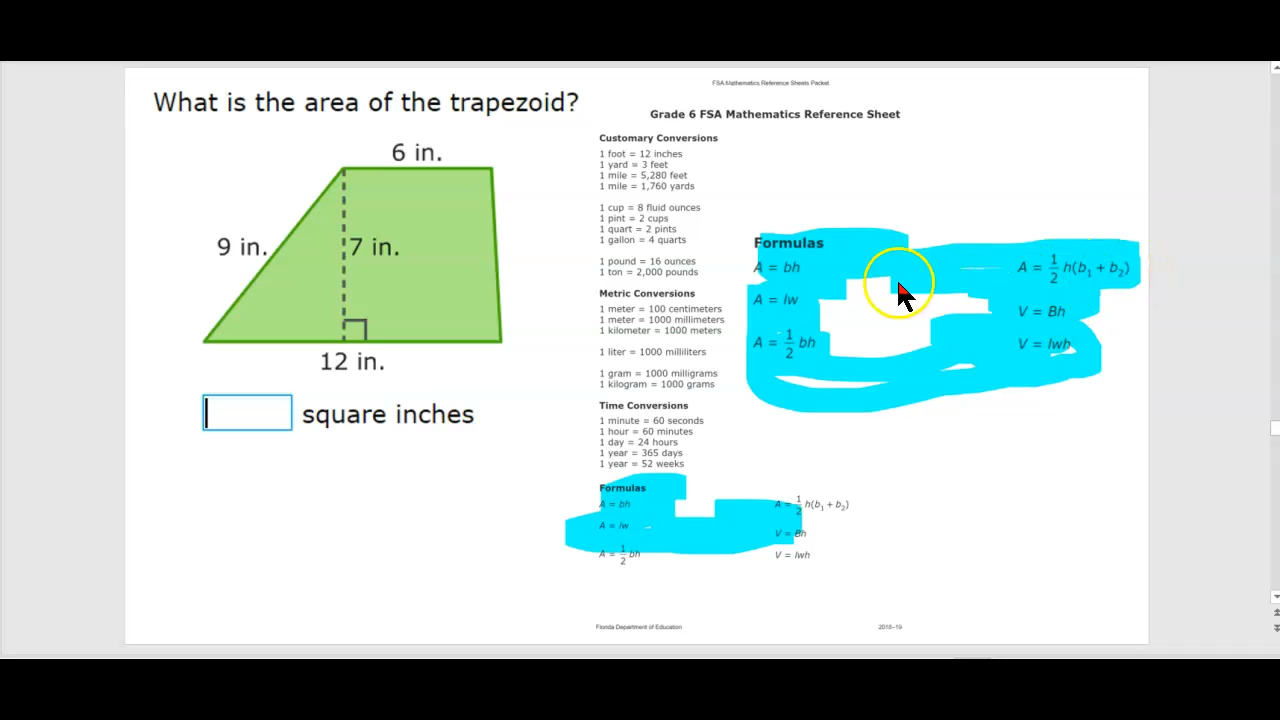 What is the area of the trapezoid?
6 in.
9 in.
7 in.
12 in.
square inches
FSA Mathematics Reference Sheets Packet
Grade 6 FSA Mathematics Reference Sheet
Customary Conversions
1 foot = 12 inches
1 yard = 3 feet
1 mile = 5,280 feet
1 mile = 1,760 yards
1 cup = 8 fluid ounces
1 pint = 2 cups
1 quart = 2 pints
1 gallon = 4 quarts
1 pound = 16 ounces
1 ton = 2,000 pounds
Metric Conversions
1 meter = 100 centimeters
1 meter = 1000 millimeters
1 kilometer = 1000 meters
1 liter = 1000 milliliters
1 gram = 1000 milligrams
1 kilogram = 1000 grams
Time Conversions
1 minute = 60 seconds
1 hour = 60 minutes
1 day = 24 hours
1 year = 365 days
1 year = 52 weeks
Formulas
A = bh
A = lw
A = 1/2 bh
A = 1/2 h(b₁ + b₂)
V = Bh
V = lwh
Formulas
A = bh
A = lw
A = 1/2 bh
A = 1/2 h(b₁ + b₂)
V = Bh
V = lwh
Florida Department of Education
2018–19